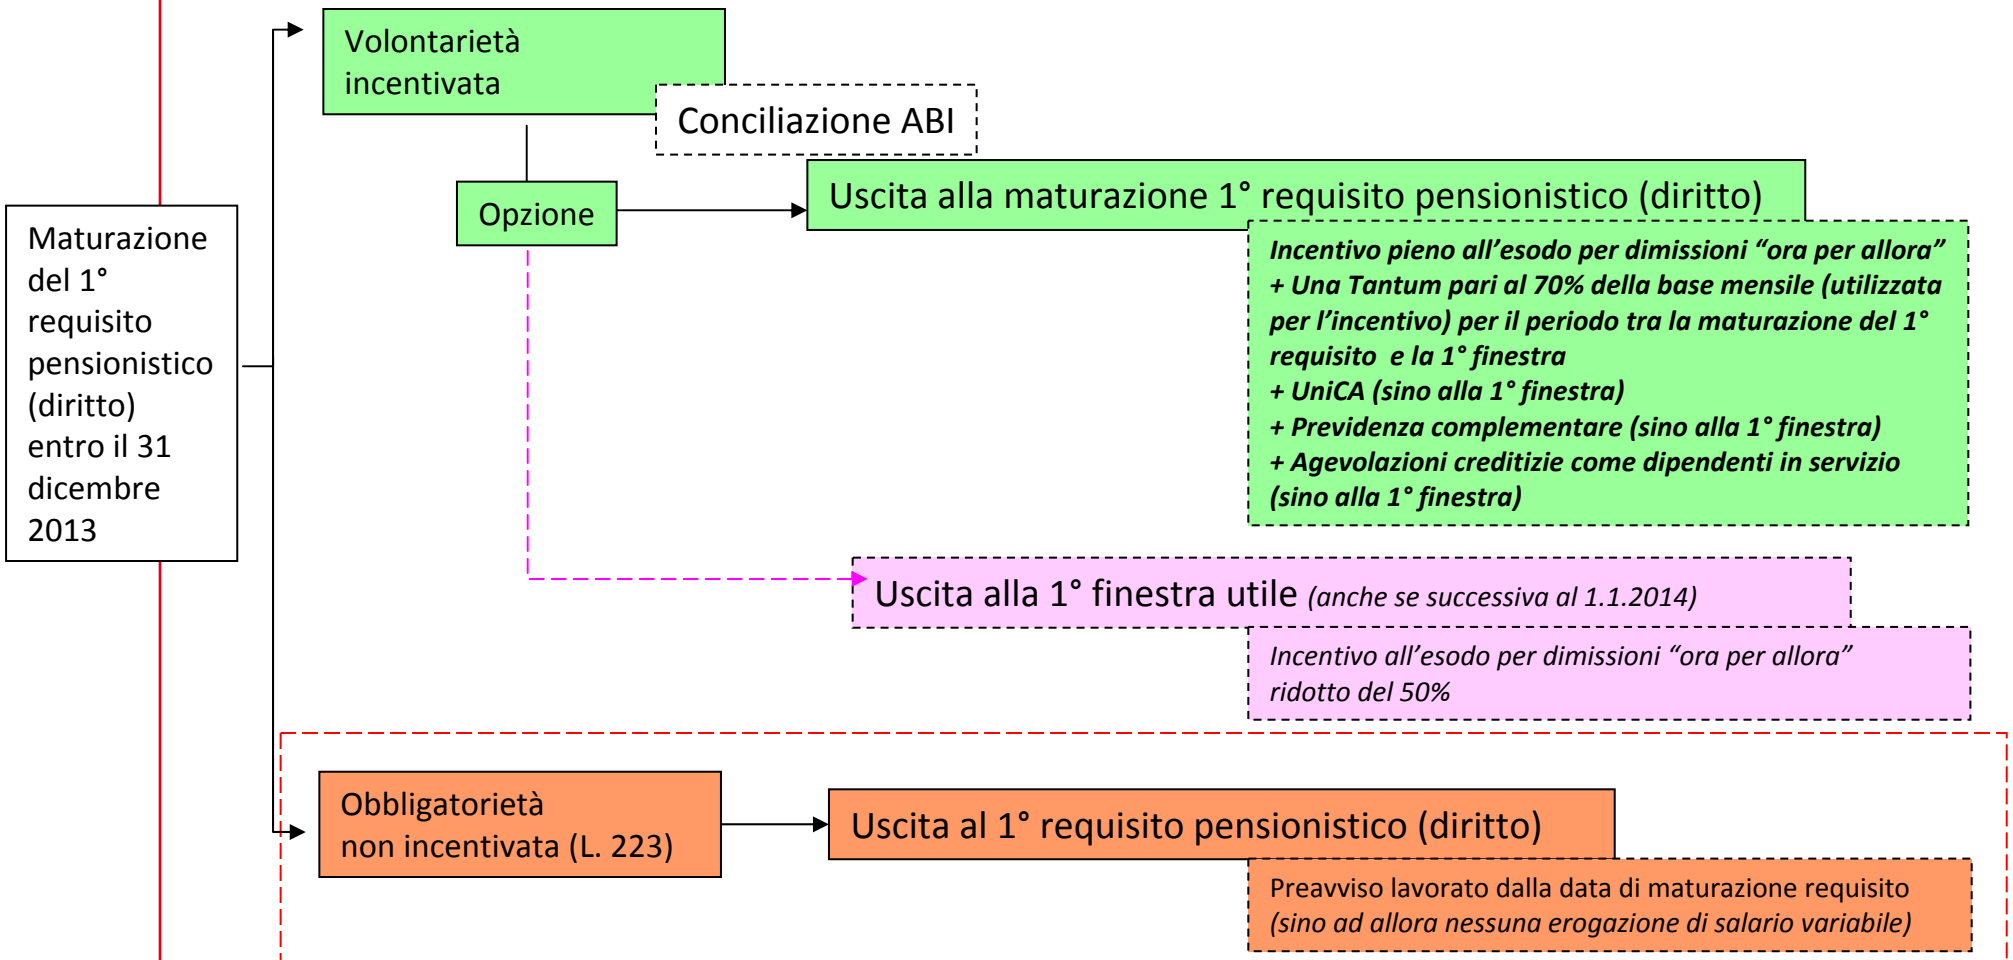 Volontarietà
incentivata
Conciliazione ABI
Opzione
Uscita alla maturazione 1° requisito pensionistico (diritto)
Maturazione
del 1°
requisito
pensionistico
(diritto)
entro il 31
dicembre
2013
Incentivo pieno all’esodo per dimissioni “ora per allora”
+ Una Tantum pari al 70% della base mensile (utilizzata
per l’incentivo) per il periodo tra la maturazione del 1°
requisito e la 1° finestra
+ UniCA (sino alla 1° finestra)
+ Previdenza complementare (sino alla 1° finestra)
+ Agevolazioni creditizie come dipendenti in servizio
(sino alla 1° finestra)
Uscita alla 1° finestra utile (anche se successiva al 1.1.2014)
Incentivo all’esodo per dimissioni “ora per allora”
ridotto del 50%
Obbligatorietà
non incentivata (L. 223)
Uscita al 1° requisito pensionistico (diritto)
Preavviso lavorato dalla data di maturazione requisito
(sino ad allora nessuna erogazione di salario variabile)